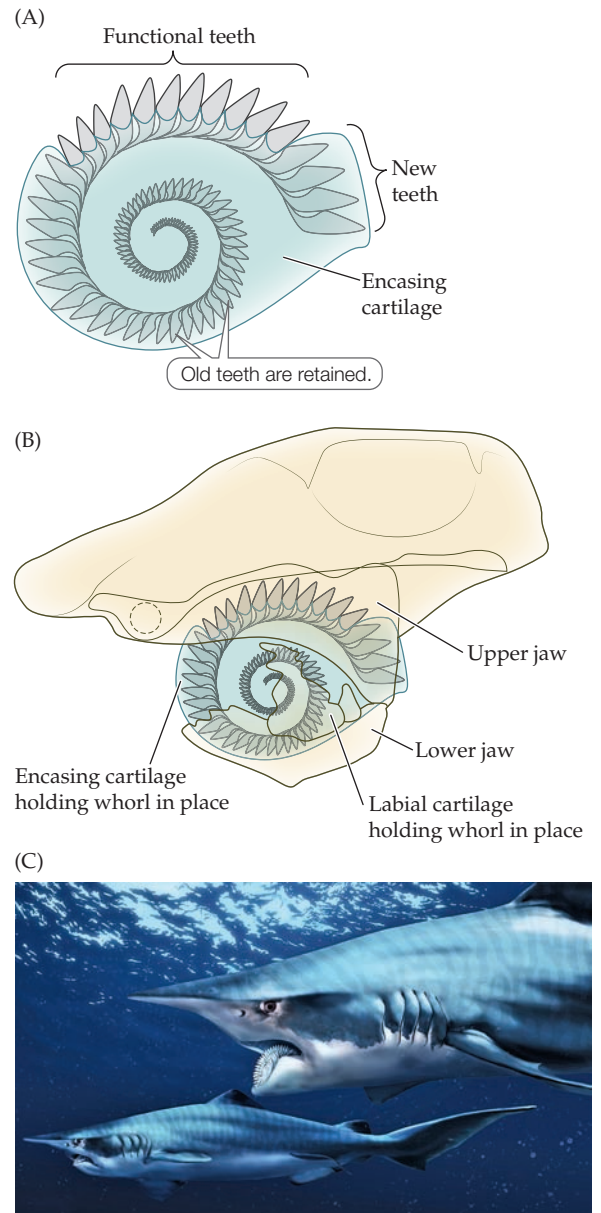 (A)
Functional teeth
New
teeth
Encasing
cartilage
Old teeth are retained.
(B)
Upper jaw
Lower jaw
Encasing cartilage
holding whorl in place
Labial cartilage
holding whorl in place
(C)